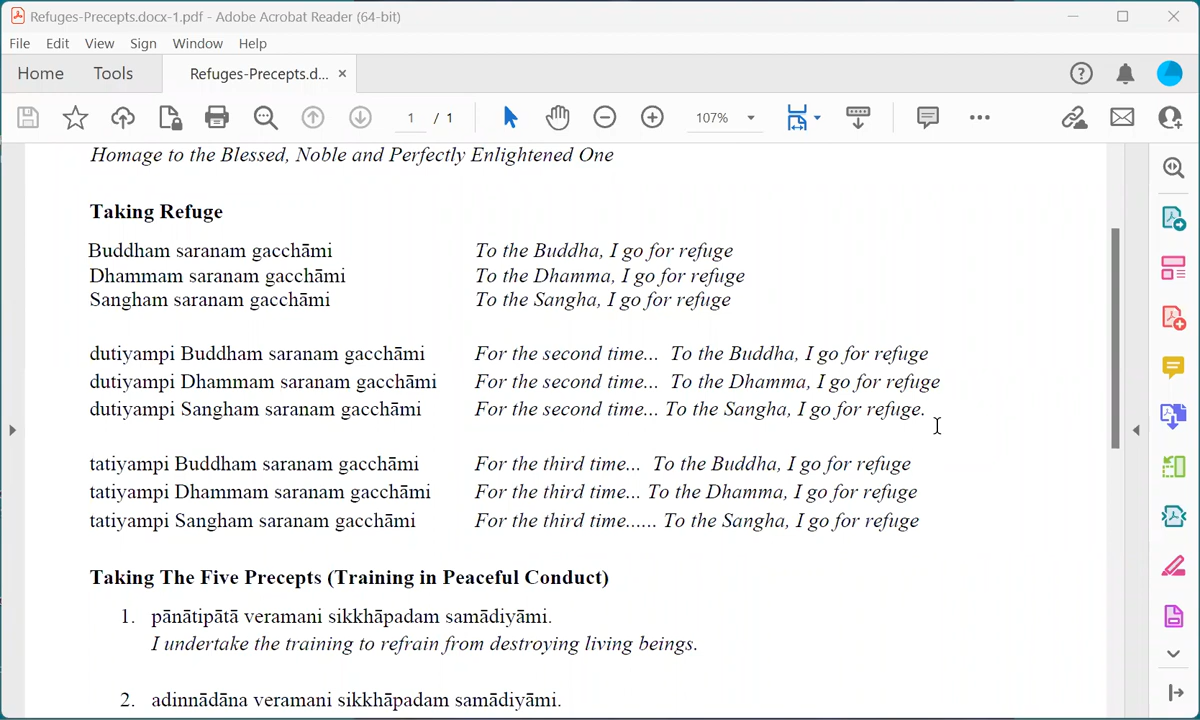 Refuges-Precepts.docx-1.pdf - Adobe Acrobat Reader (64-bit)
File Edit View Sign Window Help
Home Tools Refuges-Precepts.d... ×
1 / 1 107%
Homage to the Blessed, Noble and Perfectly Enlightened One
Taking Refuge
Buddham saranam gacchāmi To the Buddha, I go for refuge
Dhammam saranam gacchāmi To the Dhamma, I go for refuge
Sangham saranam gacchāmi To the Sangha, I go for refuge
dutiyampi Buddham saranam gacchāmi For the second time... To the Buddha, I go for refuge
dutiyampi Dhammam saranam gacchāmi For the second time... To the Dhamma, I go for refuge
dutiyampi Sangham saranam gacchāmi For the second time... To the Sangha, I go for refuge.
tatiyampi Buddham saranam gacchāmi For the third time... To the Buddha, I go for refuge
tatiyampi Dhammam saranam gacchāmi For the third time... To the Dhamma, I go for refuge
tatiyampi Sangham saranam gacchāmi For the third time...... To the Sangha, I go for refuge
Taking The Five Precepts (Training in Peaceful Conduct)
1. pānātipātā veramani sikkhāpadam samādiyāmi.
I undertake the training to refrain from destroying living beings.
2. adinnādāna veramani sikkhāpadam samādiyāmi.